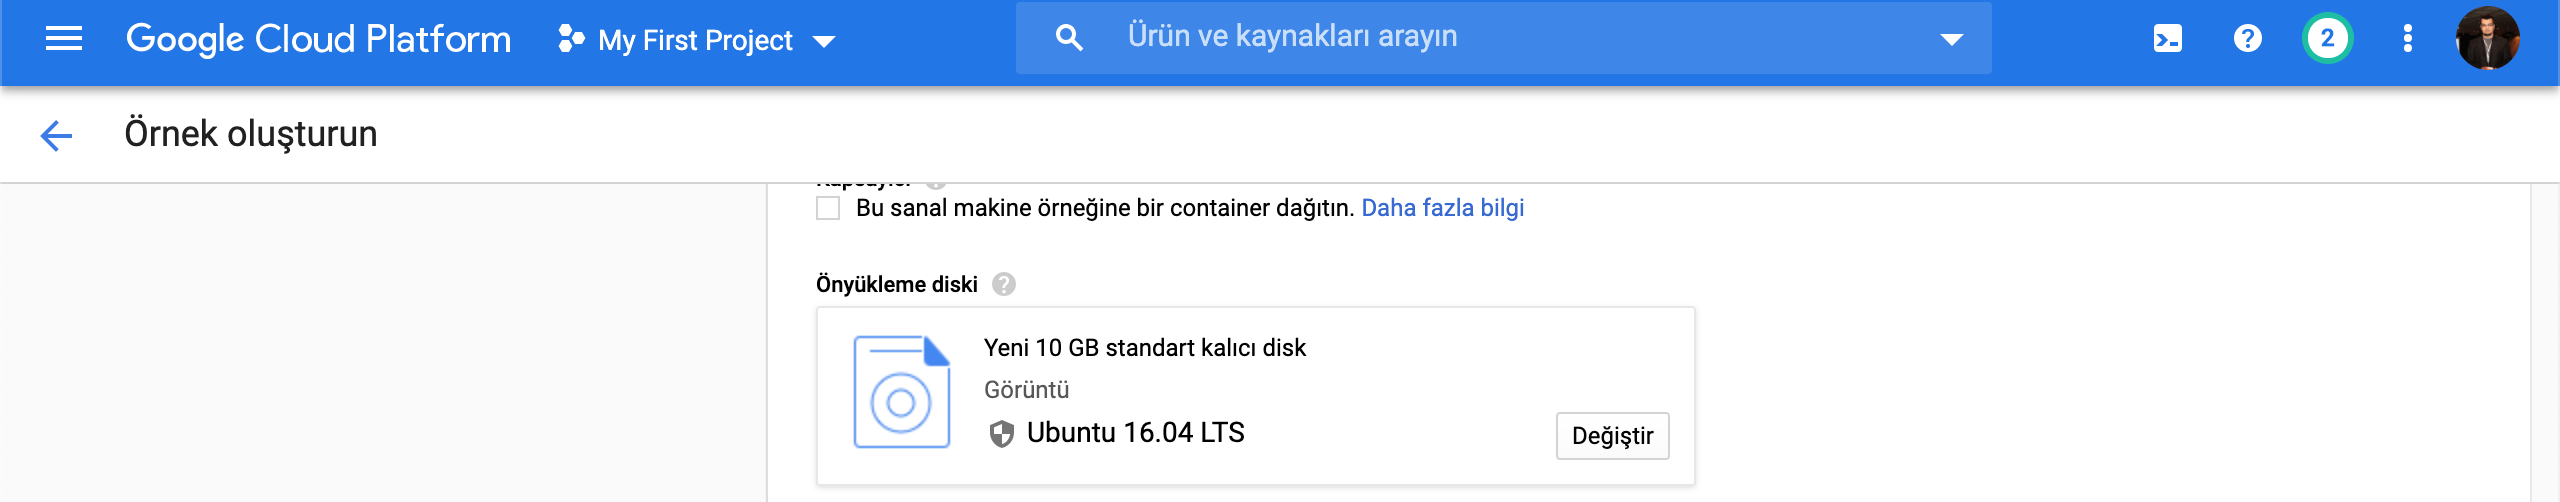 Google Cloud Platform
My First Project
Ürün ve kaynakları arayın
2
Örnek oluşturun
Bu sanal makine örneğine bir container dağıtın. Daha fazla bilgi
Önyükleme diski
Yeni 10 GB standart kalıcı disk
Görüntü
Ubuntu 16.04 LTS
Değiştir